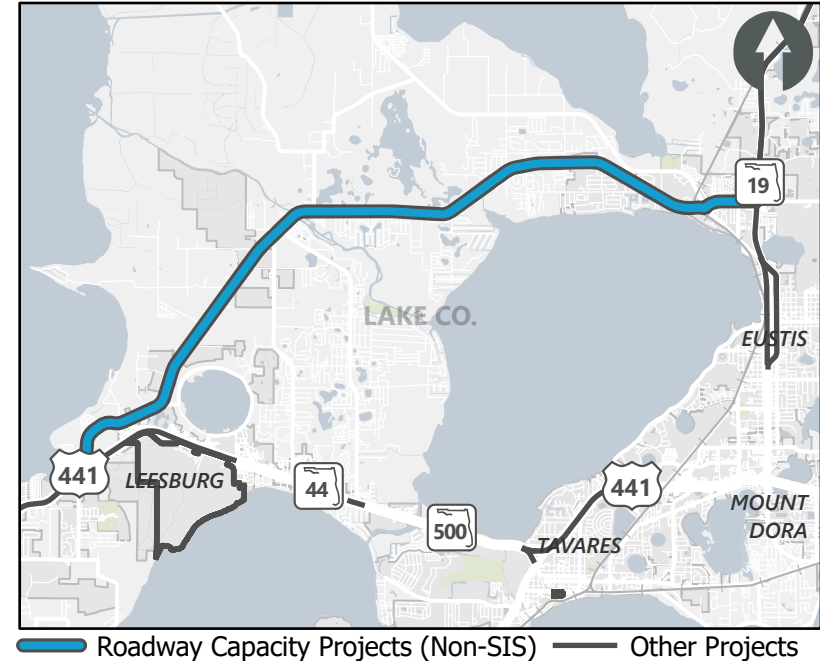 19
LAKE CO.
EUSTIS
441
LEESBURG
44
441
MOUNT
DORA
500
TAVARES
Roadway Capacity Projects (Non-SIS) Other Projects